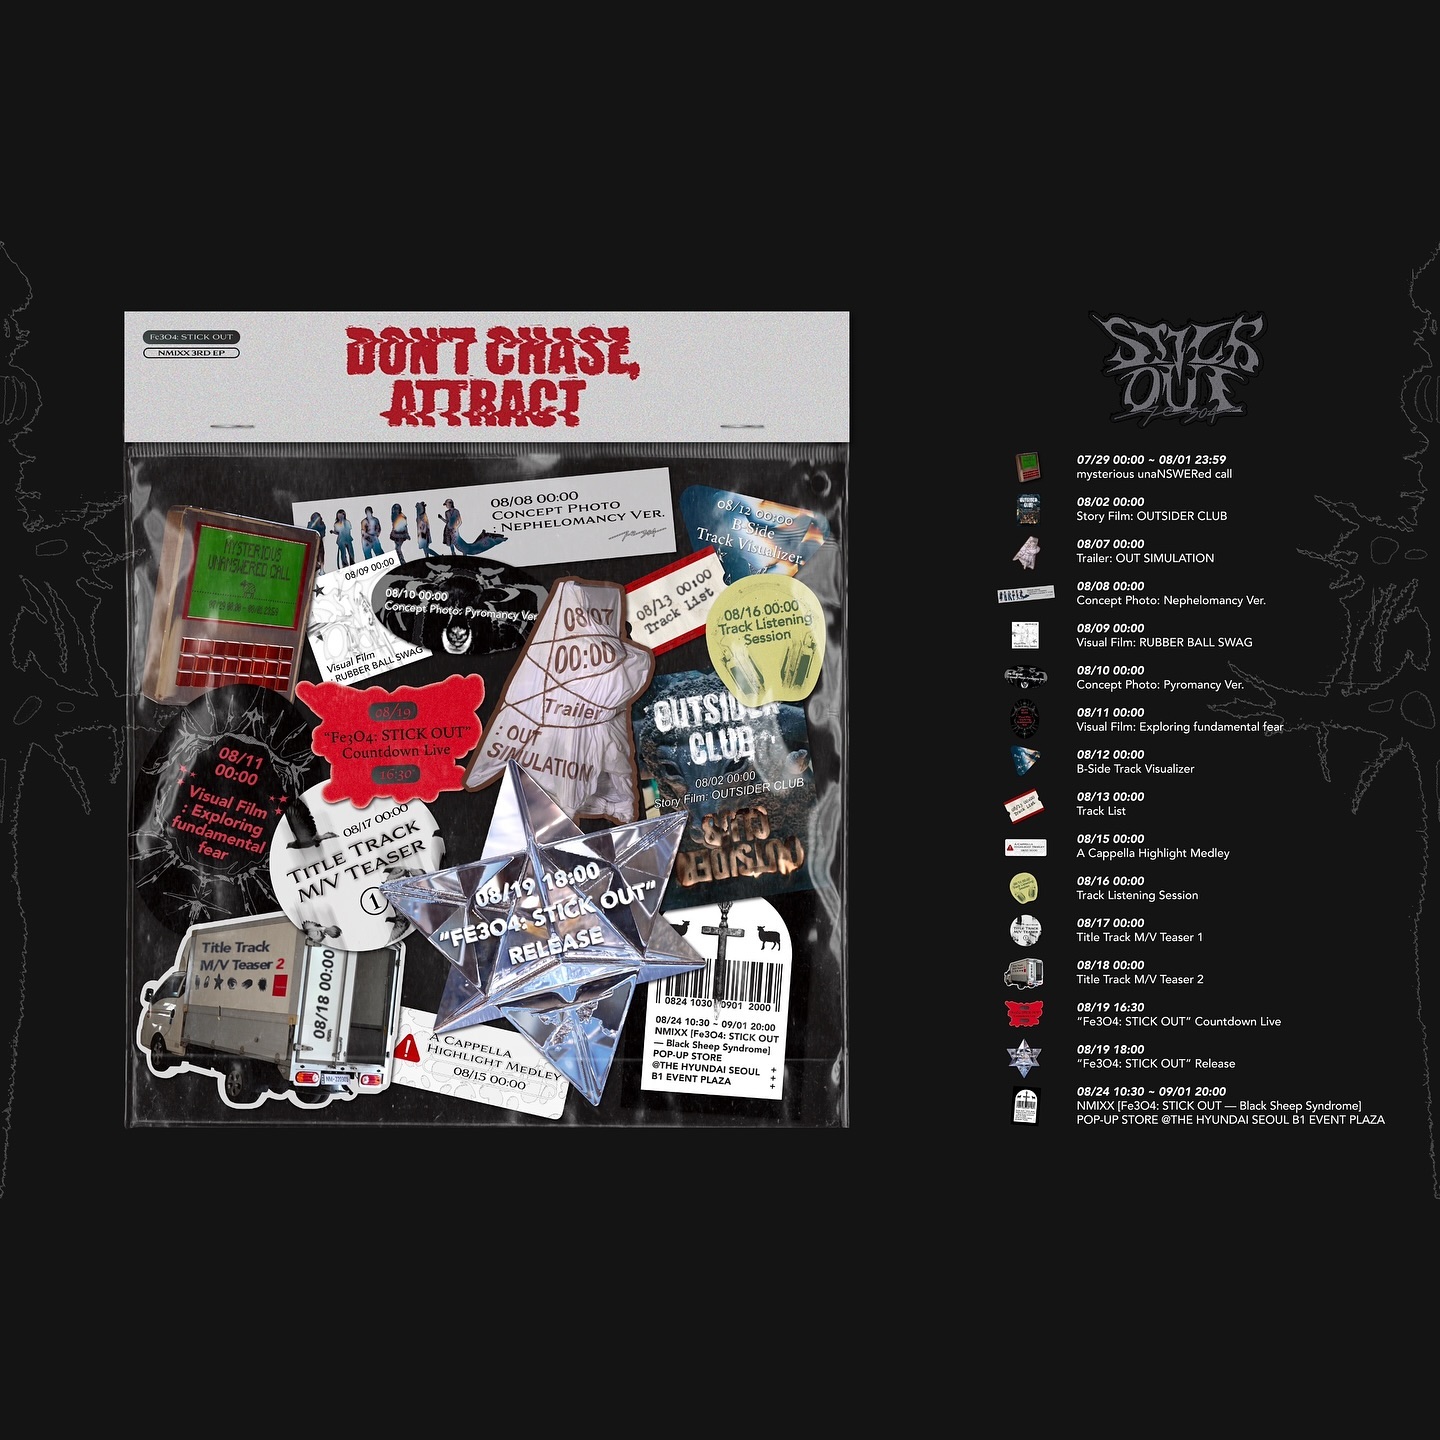 Fe3O4: STICK OUT
NMIXX 3RD EP
DON'T CHASE,
ATTRACT
MYSTERIOUS
UNANSWERED CALL
08/08 00:00
CONCEPT PHOTO
: NEPHELOMANCY VER.
08/12 00:00
B-Side
Track Visualizer
08/09 00:00
Visual Film
: RUBBER BALL SWAG
08/10 00:00
Concept Photo: Pyromancy Ver.
08/07
00:00
Trailer
: OUT
SIMULATION
08/13 00:00
Track List
08/16 00:00
Track Listening
Session
OUTSIDER
CLUB
08/02 00:00
Story Film: OUTSIDER CLUB
08/19
"Fe3O4: STICK OUT"
Countdown Live
16:30
08/11
00:00
Visual Film
: Exploring
fundamental
fear
08/17 00:00
TITLE TRACK
M/V TEASER
1
08/19 18:00
"FE3O4: STICK OUT"
RELEASE
Title Track
M/V Teaser 2
08/18 00:00
A CAPPELLA
HIGHLIGHT MEDLEY
08/15 00:00
0824 1030 0901 2000
08/24 10:30 ~ 09/01 20:00
NMIXX [Fe3O4: STICK OUT
— Black Sheep Syndrome]
POP-UP STORE
@THE HYUNDAI SEOUL
B1 EVENT PLAZA
STICK
OUT
Fe3O4
07/29 00:00 ~ 08/01 23:59
mysterious unaNSWERed call
08/02 00:00
Story Film: OUTSIDER CLUB
08/07 00:00
Trailer: OUT SIMULATION
08/08 00:00
Concept Photo: Nephelomancy Ver.
08/09 00:00
Visual Film: RUBBER BALL SWAG
08/10 00:00
Concept Photo: Pyromancy Ver.
08/11 00:00
Visual Film: Exploring fundamental fear
08/12 00:00
B-Side Track Visualizer
08/13 00:00
Track List
08/15 00:00
A Cappella Highlight Medley
08/16 00:00
Track Listening Session
08/17 00:00
Title Track M/V Teaser 1
08/18 00:00
Title Track M/V Teaser 2
08/19 16:30
"Fe3O4: STICK OUT" Countdown Live
08/19 18:00
"Fe3O4: STICK OUT" Release
08/24 10:30 ~ 09/01 20:00
NMIXX [Fe3O4: STICK OUT — Black Sheep Syndrome]
POP-UP STORE @THE HYUNDAI SEOUL B1 EVENT PLAZA